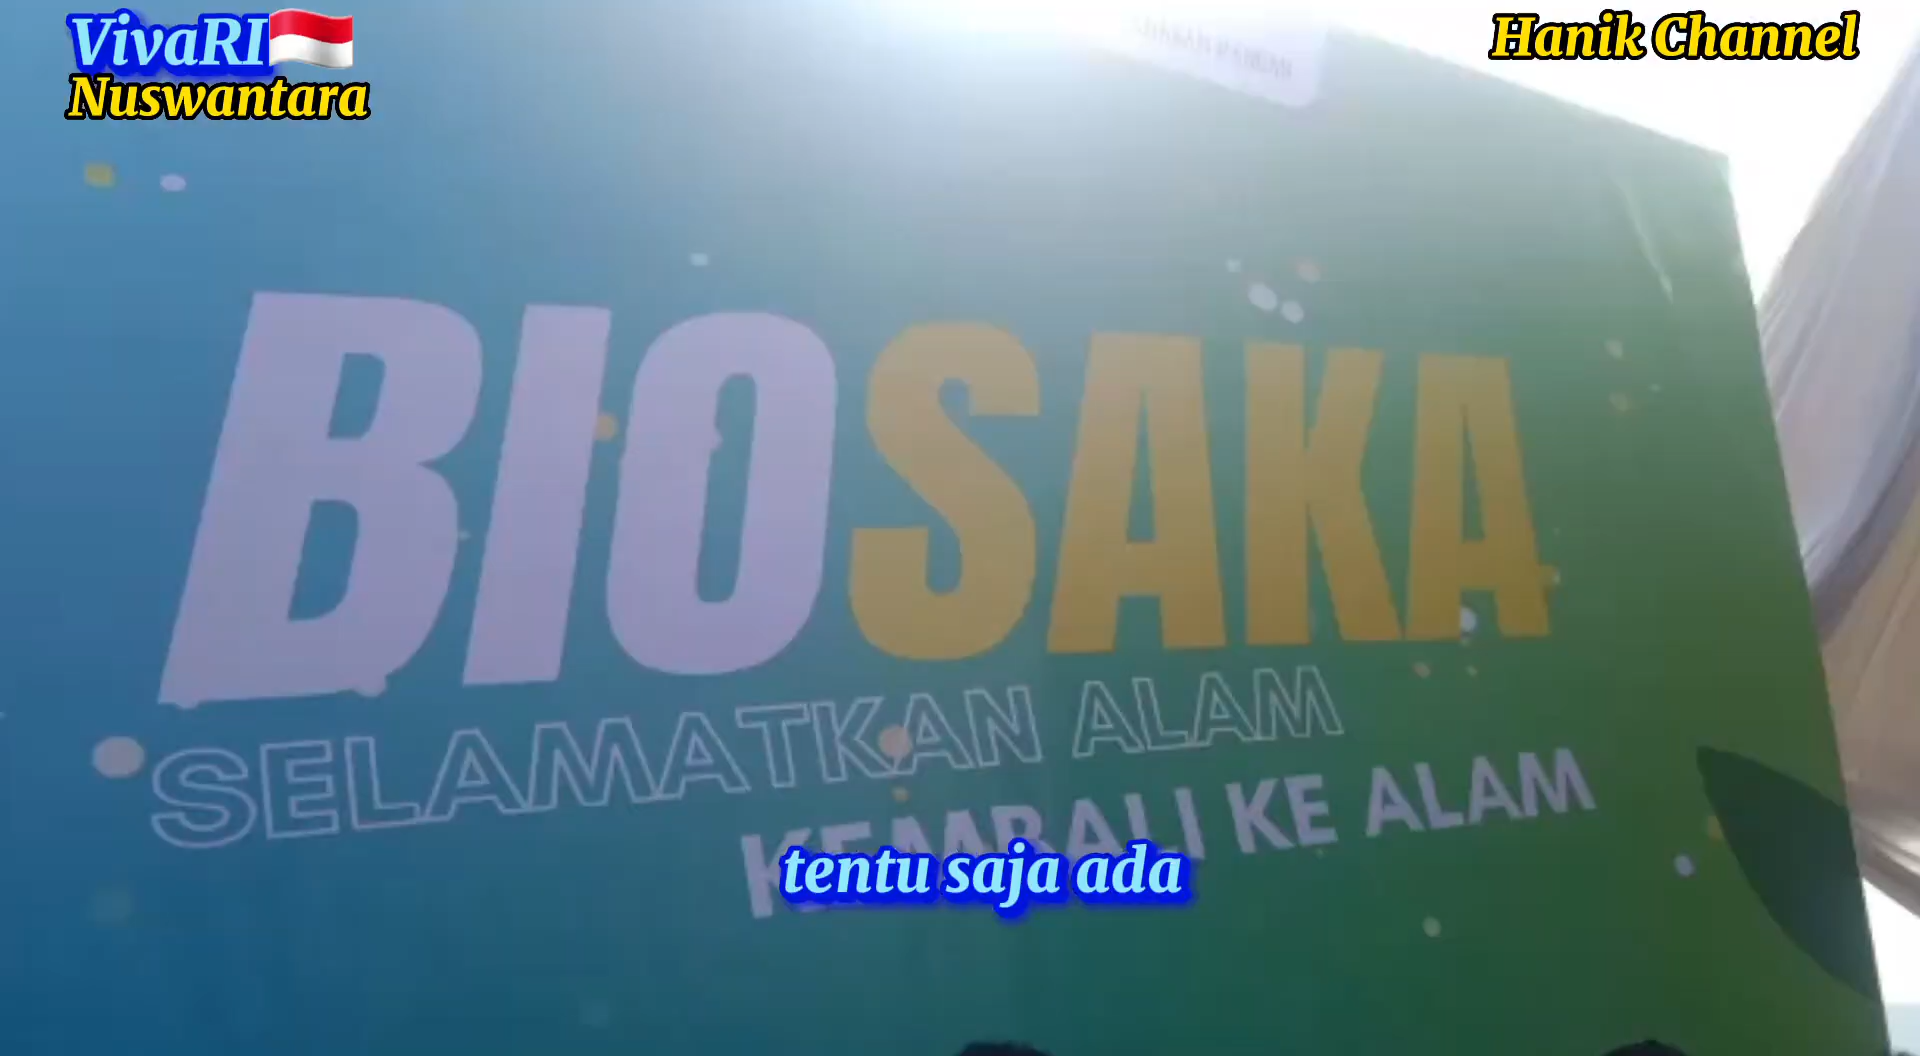 VivaRI
Nuswantara
Hanik Channel
BIOSAKA
SELAMATKAN ALAM
KEMBALI KE ALAM
tentu saja ada